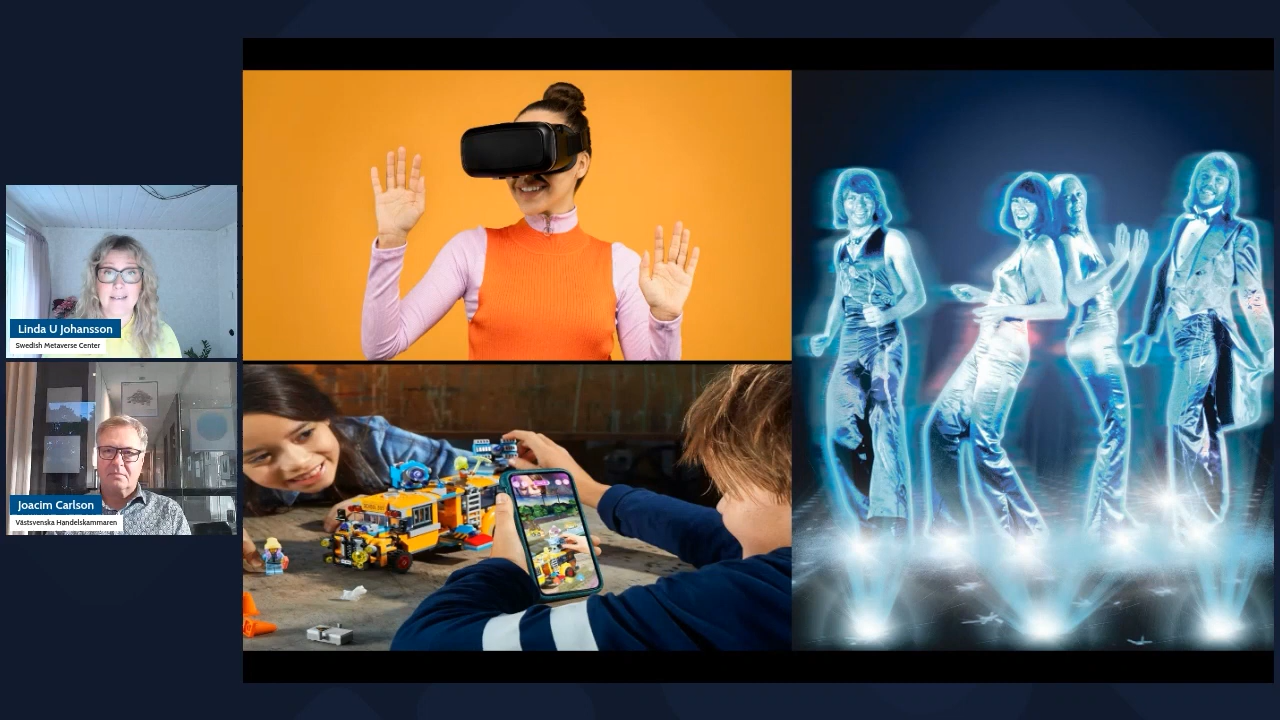 Linda U Johansson
Swedish Metaverse Center
Joacim Carlson
Västsvenska Handelskammaren